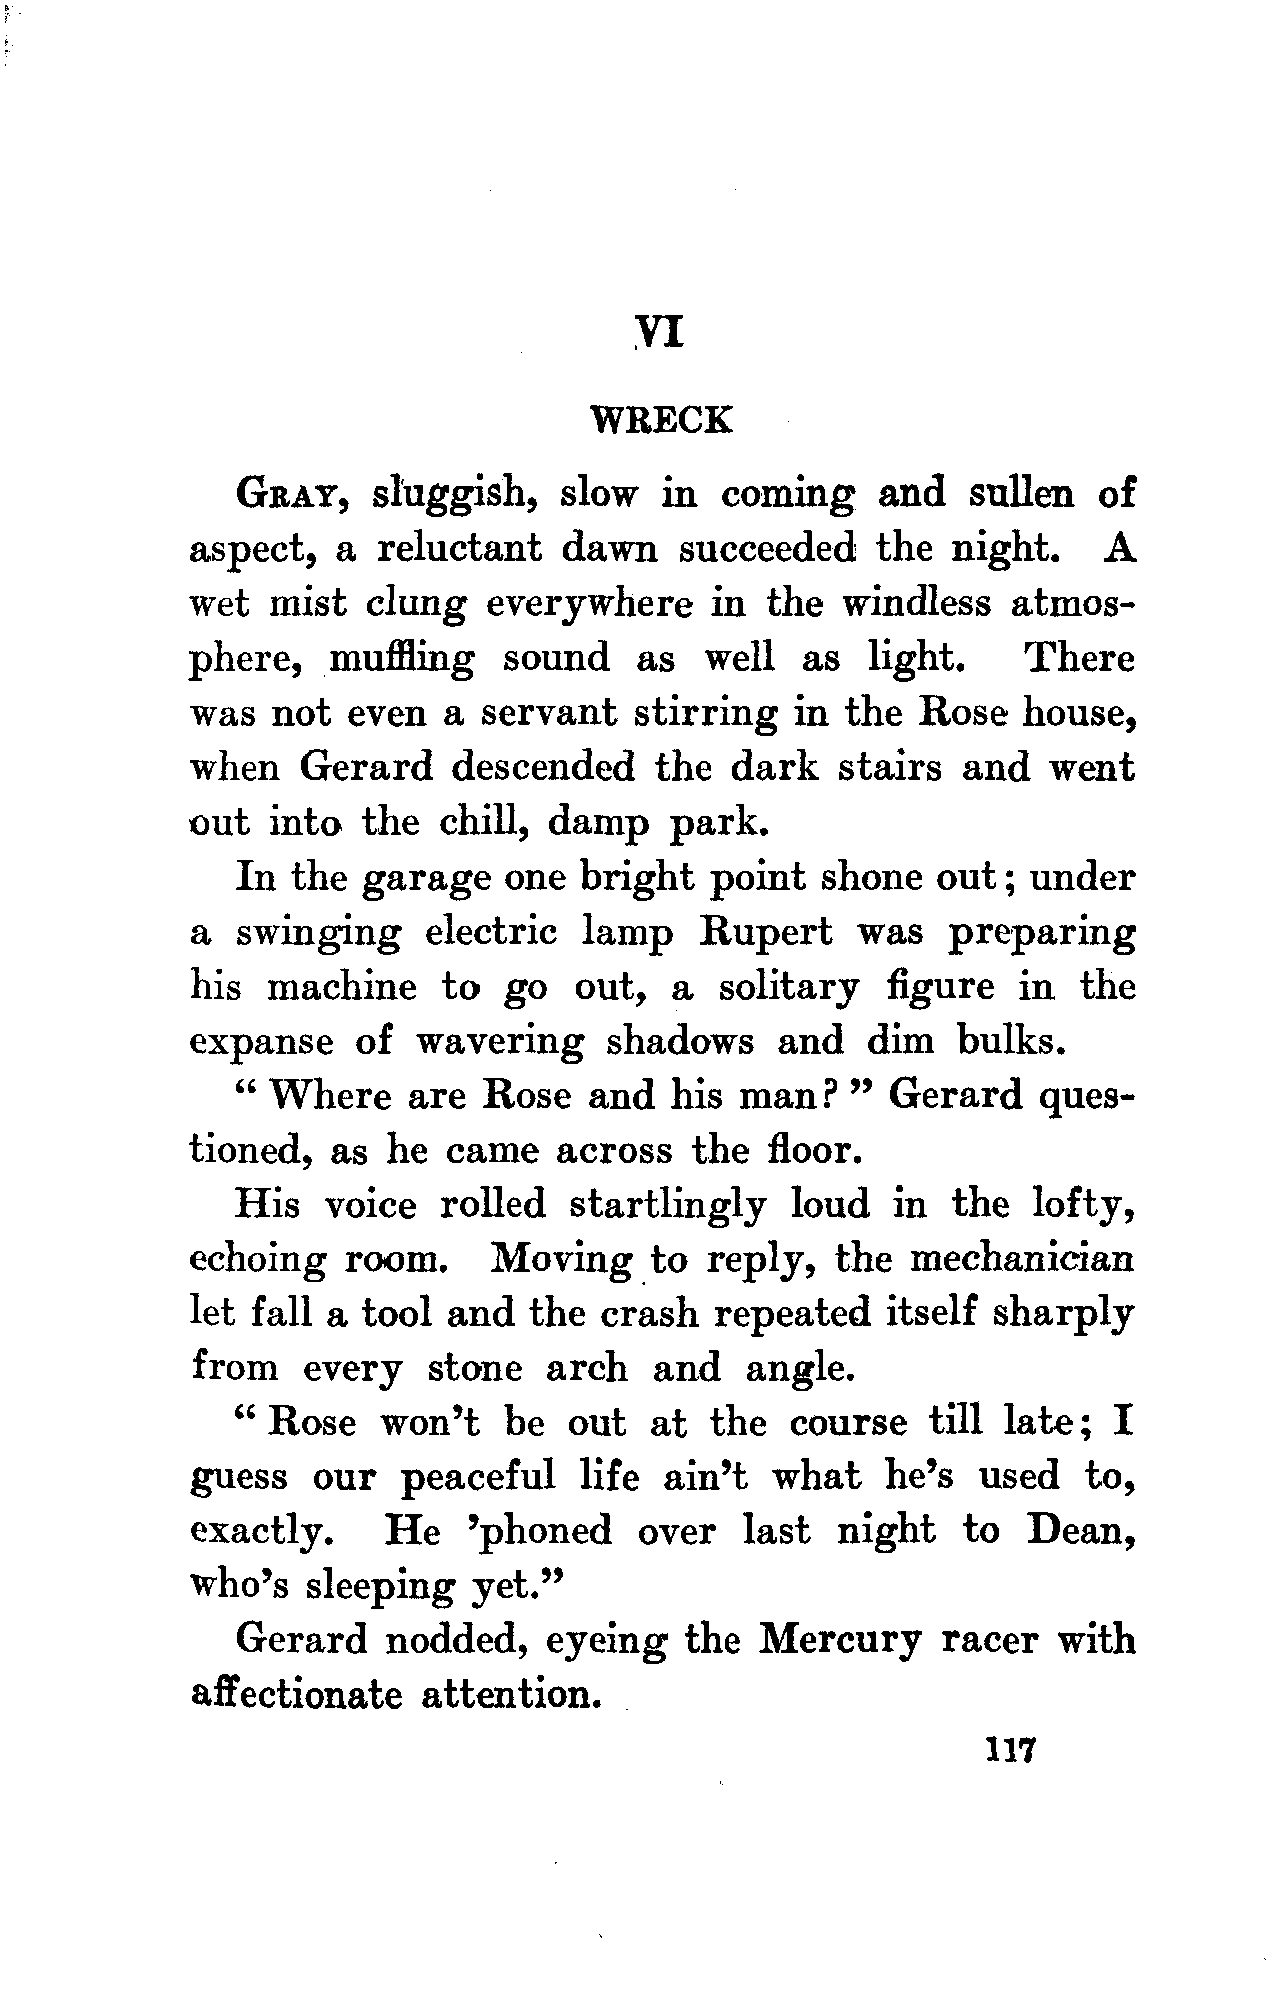 VI
WRECK
Gray, sluggish, slow in coming and sullen of
aspect, a reluctant dawn succeeded the night. A
wet mist clung everywhere in the windless atmos-
phere, muffling sound as well as light. There
was not even a servant stirring in the Rose house,
when Gerard descended the dark stairs and went
out into the chill, damp park.
In the garage one bright point shone out; under
a swinging electric lamp Rupert was preparing
his machine to go out, a solitary figure in the
expanse of wavering shadows and dim bulks.
“ Where are Rose and his man? ” Gerard ques-
tioned, as he came across the floor.
His voice rolled startlingly loud in the lofty,
echoing room. Moving to reply, the mechanician
let fall a tool and the crash repeated itself sharply
from every stone arch and angle.
“ Rose won’t be out at the course till late; I
guess our peaceful life ain’t what he’s used to,
exactly. He ’phoned over last night to Dean,
who’s sleeping yet.”
Gerard nodded, eyeing the Mercury racer with
affectionate attention.
117